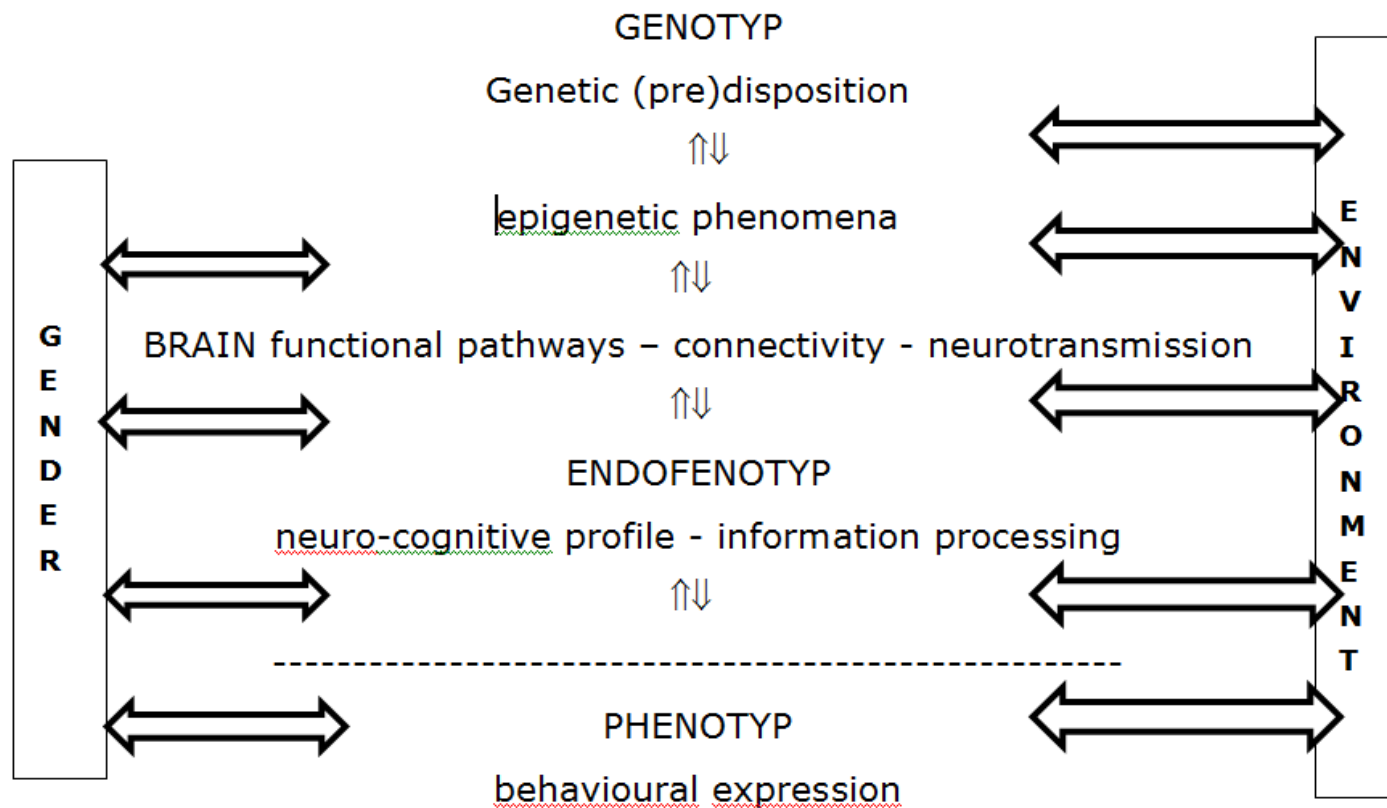 GENOTYP
Genetic (pre)disposition
⇑⇓
epigenetic phenomena
⇑⇓
BRAIN functional pathways – connectivity - neurotransmission
⇑⇓
ENDOFENOTYP
neuro-cognitive profile - information processing
⇑⇓
-----------------------------------------------------
PHENOTYP
behavioural expression
GENDER
ENVIRONMENT